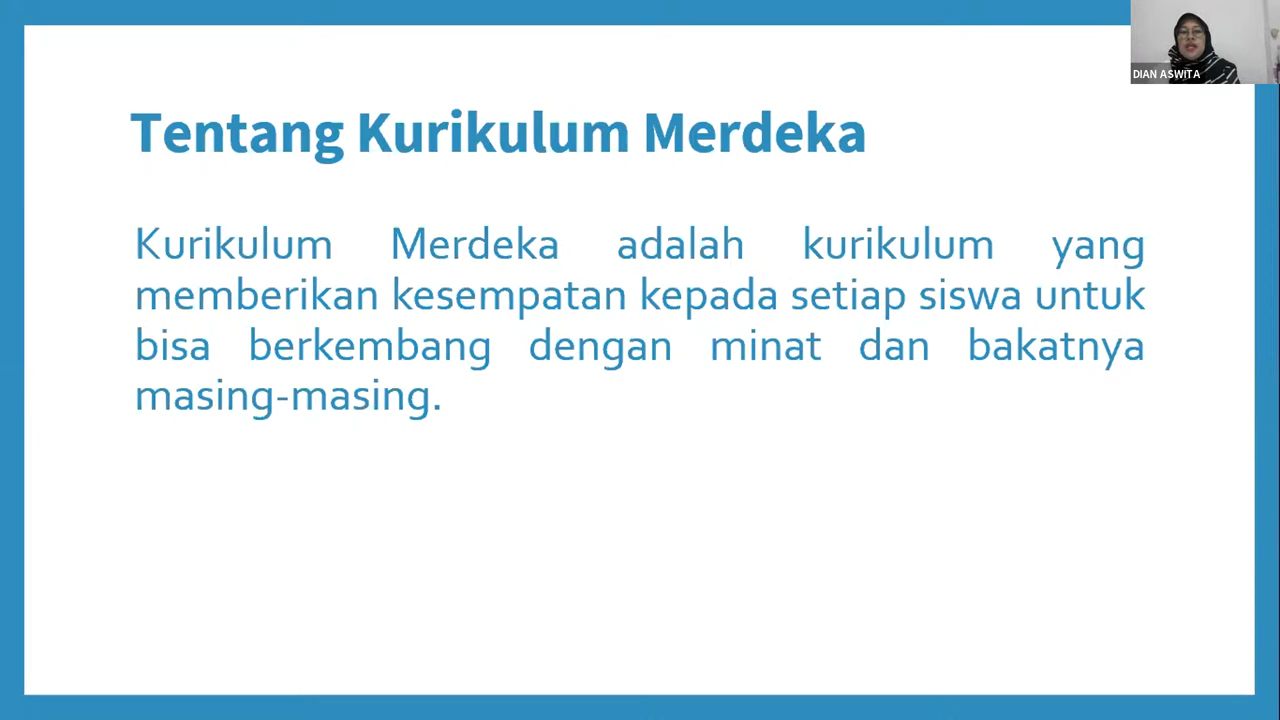 DIAN ASWITA
Tentang Kurikulum Merdeka
Kurikulum Merdeka adalah kurikulum yang
memberikan kesempatan kepada setiap siswa untuk
bisa berkembang dengan minat dan bakatnya
masing-masing.